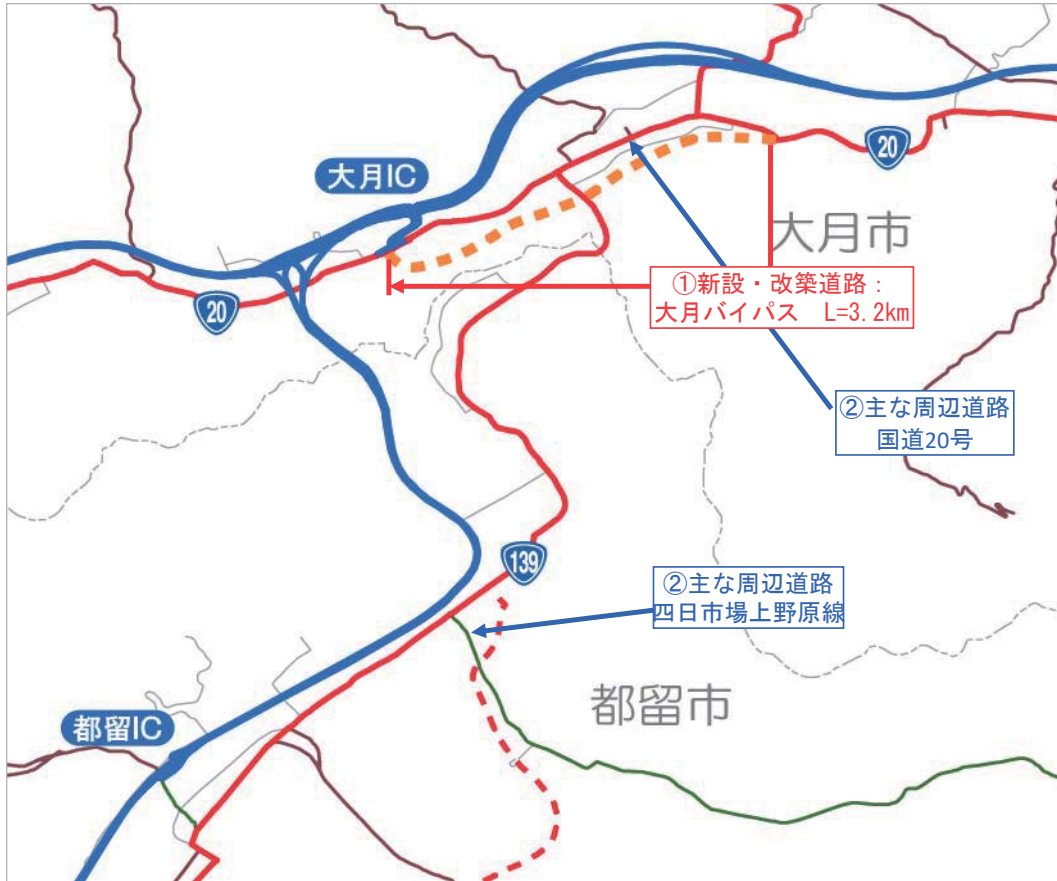 大月IC
20
大月市
①新設・改築道路：
大月バイパス　L=3.2km
20
②主な周辺道路
国道20号
139
②主な周辺道路
四日市場上野原線
都留市
都留IC